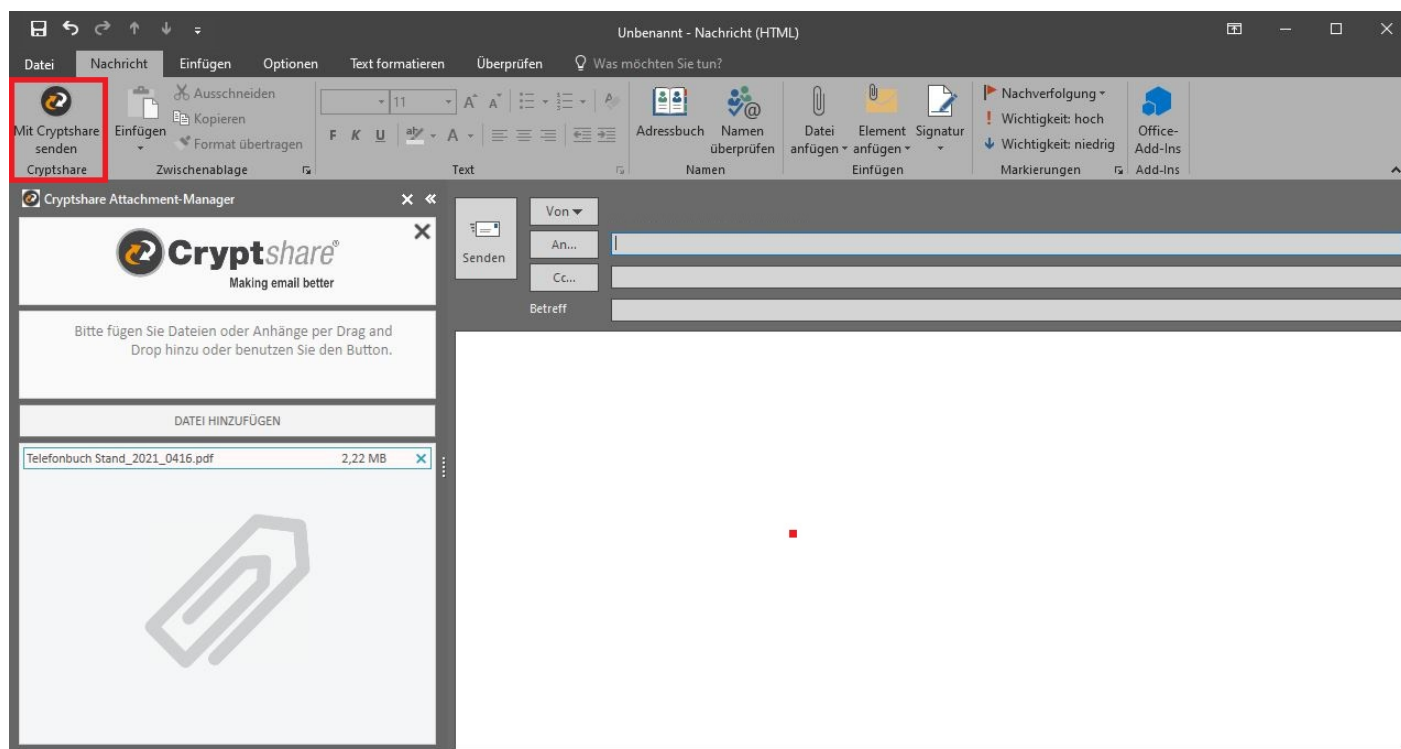 Unbenannt - Nachricht (HTML)
Datei Nachricht Einfügen Optionen Text formatieren Überprüfen Was möchten Sie tun?
Mit Cryptshare senden
Cryptshare
Einfügen
Ausschneiden
Kopieren
Format übertragen
Zwischenablage
11
F K U
Text
Adressbuch
Namen überprüfen
Namen
Datei anfügen
Element anfügen
Signatur
Einfügen
Nachverfolgung
Wichtigkeit: hoch
Wichtigkeit: niedrig
Markierungen
Office-Add-Ins
Add-Ins
Cryptshare Attachment-Manager
Cryptshare®
Making email better
Bitte fügen Sie Dateien oder Anhänge per Drag and
Drop hinzu oder benutzen Sie den Button.
DATEI HINZUFÜGEN
Telefonbuch Stand_2021_0416.pdf 2,22 MB
Senden
Von
An...
Cc...
Betreff